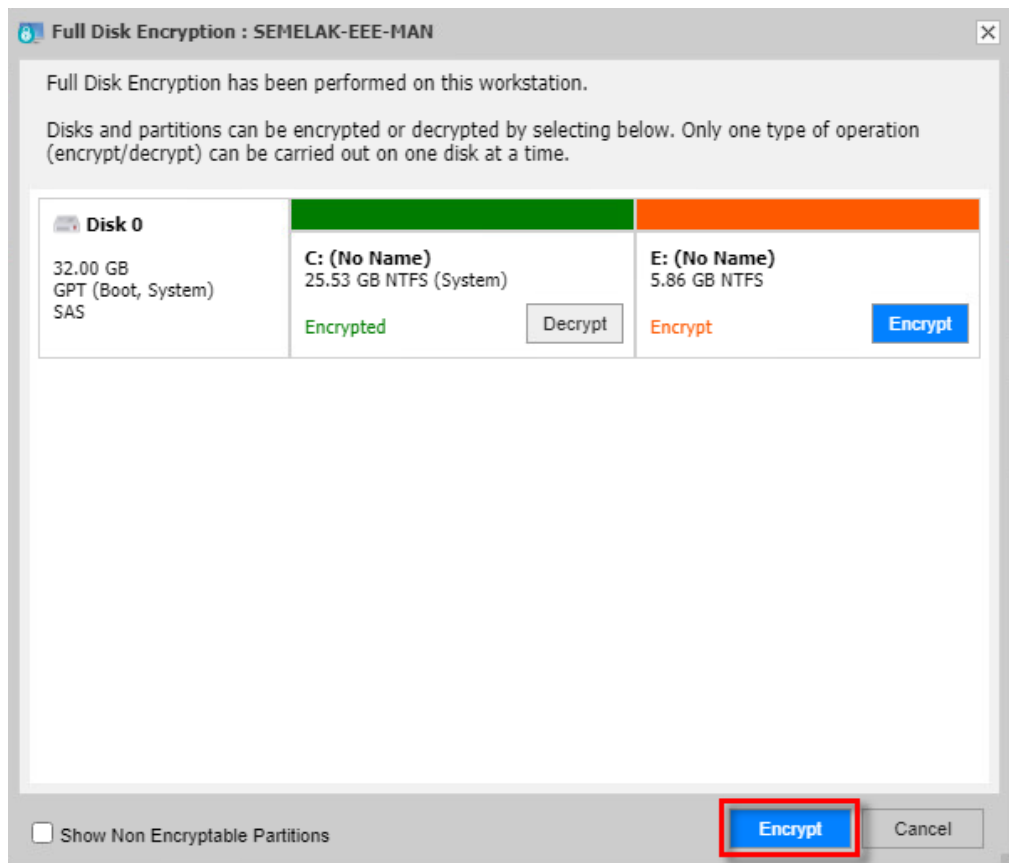 Full Disk Encryption : SEMELAK-EEE-MAN
Full Disk Encryption has been performed on this workstation.
Disks and partitions can be encrypted or decrypted by selecting below. Only one type of operation
(encrypt/decrypt) can be carried out on one disk at a time.
Disk 0
32.00 GB
GPT (Boot, System)
SAS
C: (No Name)
25.53 GB NTFS (System)
Encrypted
Decrypt
E: (No Name)
5.86 GB NTFS
Encrypt
Encrypt
Show Non Encryptable Partitions
Encrypt
Cancel